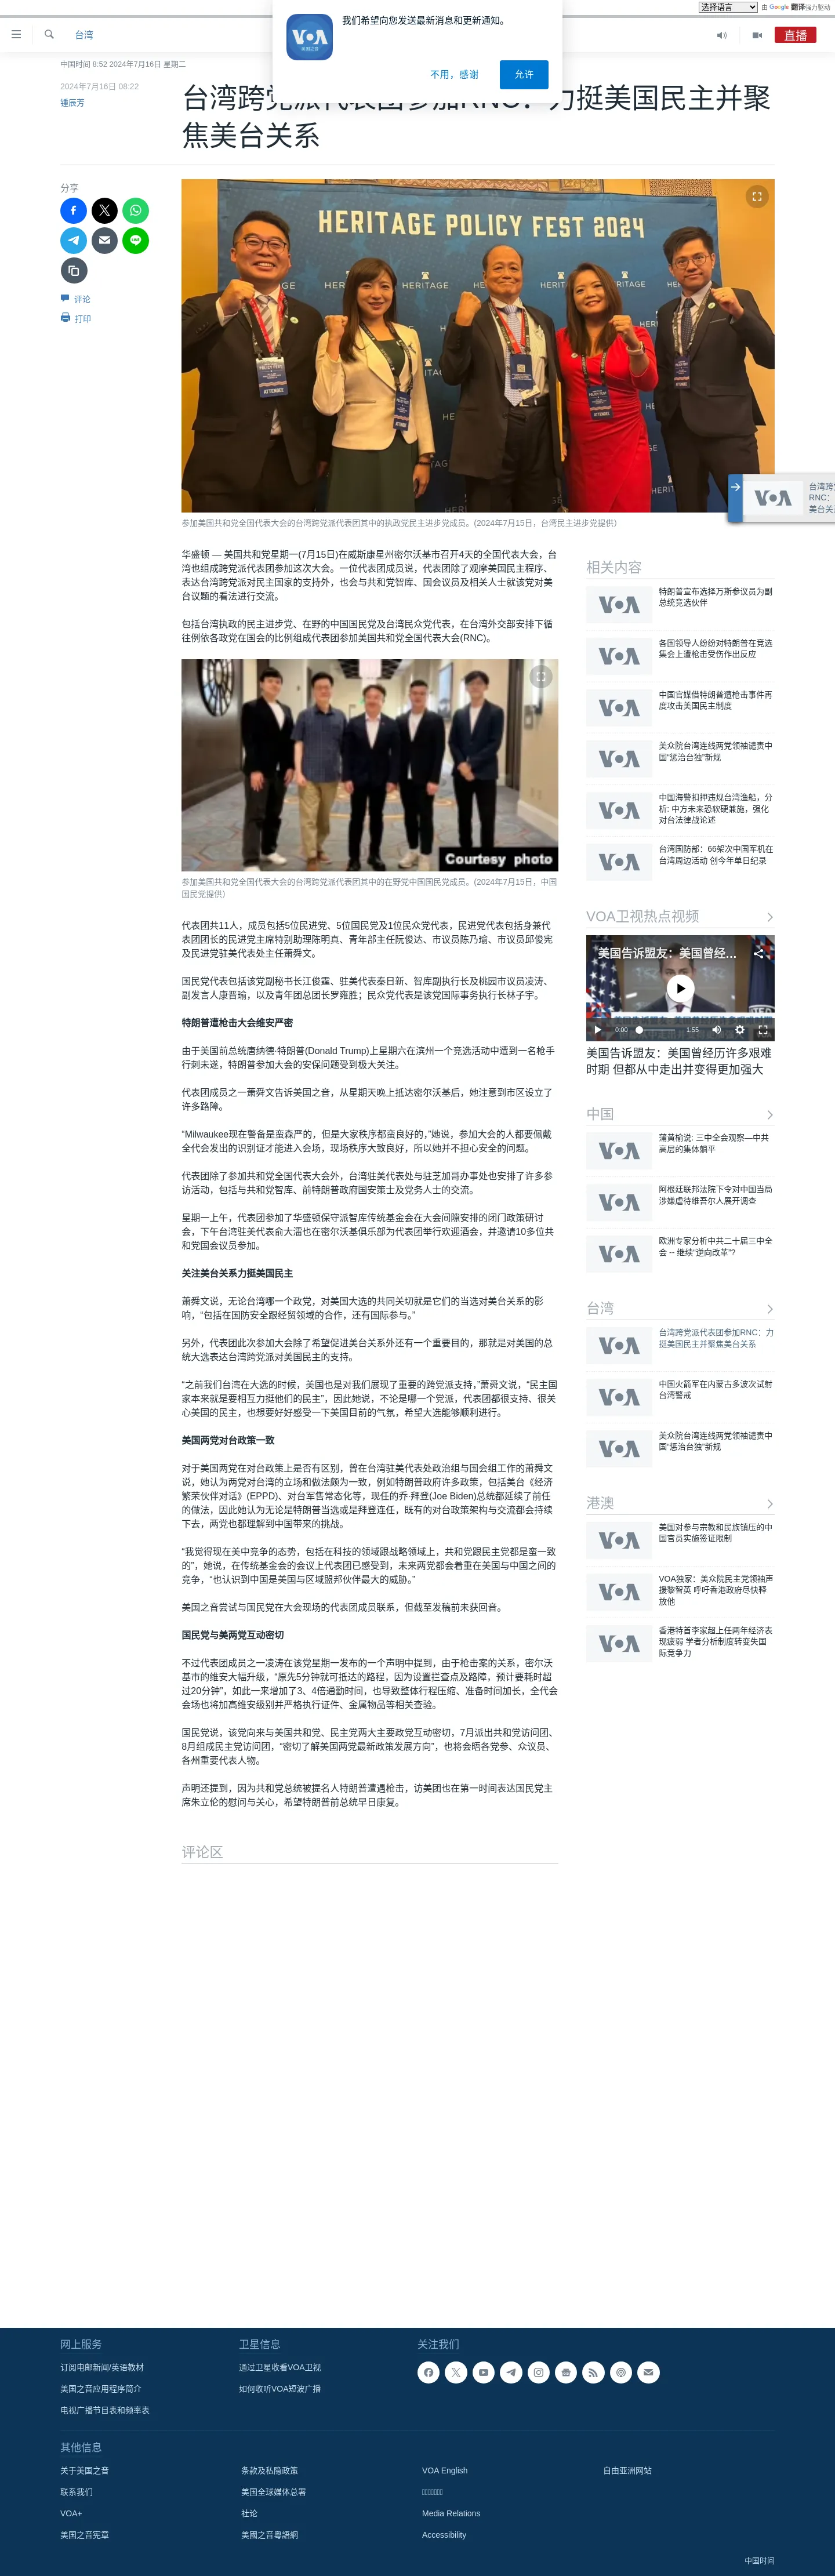 选择语言
由 Google 翻译强力驱动
台湾
直播
我们希望向您发送最新消息和更新通知。
不用，感谢
允许
VOA
美国之音
中国时间 8:52 2024年7月16日 星期二
2024年7月16日 08:22
锺辰芳
台湾跨党派代表团参加RNC：力挺美国民主并聚
焦美台关系
分享
评论
打印
HERITAGE POLICY FEST 2024
参加美国共和党全国代表大会的台湾跨党派代表团其中的执政党民主进步党成员。(2024年7月15日，台湾民主进步党提供）
VOA
台湾跨党
RNC：
美台关系
华盛顿 — 美国共和党星期一(7月15日)在威斯康星州密尔沃基市召开4天的全国代表大会，台
湾也组成跨党派代表团参加这次大会。一位代表团成员说，代表团除了观摩美国民主程序、
表达台湾跨党派对民主国家的支持外，也会与共和党智库、国会议员及相关人士就该党对美
台议题的看法进行交流。
包括台湾执政的民主进步党、在野的中国国民党及台湾民众党代表，在台湾外交部安排下循
往例依各政党在国会的比例组成代表团参加美国共和党全国代表大会(RNC)。
Courtesy photo
参加美国共和党全国代表大会的台湾跨党派代表团其中的在野党中国国民党成员。(2024年7月15日，中国
国民党提供）
代表团共11人，成员包括5位民进党、5位国民党及1位民众党代表，民进党代表包括身兼代
表团团长的民进党主席特别助理陈明真、青年部主任阮俊达、市议员陈乃瑜、市议员邱俊宪
及民进党驻美代表处主任萧舜文。
国民党代表包括该党副秘书长江俊霆、驻美代表秦日新、智库副执行长及桃园市议员凌涛、
副发言人康晋瑜，以及青年团总团长罗雍胜；民众党代表是该党国际事务执行长林子宇。
特朗普遭枪击大会维安严密
由于美国前总统唐纳德·特朗普(Donald Trump)上星期六在滨州一个竞选活动中遭到一名枪手
行刺未遂，特朗普参加大会的安保问题受到极大关注。
代表团成员之一萧舜文告诉美国之音，从星期天晚上抵达密尔沃基后，她注意到市区设立了
许多路障。
“Milwaukee现在警备是蛮森严的，但是大家秩序都蛮良好的，”她说，参加大会的人都要佩戴
全代会发出的识别证才能进入会场，现场秩序大致良好，所以她并不担心安全的问题。
代表团除了参加共和党全国代表大会外，台湾驻美代表处与驻芝加哥办事处也安排了许多参
访活动，包括与共和党智库、前特朗普政府国安策士及党务人士的交流。
星期一上午，代表团参加了华盛顿保守派智库传统基金会在大会间隙安排的闭门政策研讨
会，下午台湾驻美代表俞大㵢也在密尔沃基俱乐部为代表团举行欢迎酒会，并邀请10多位共
和党国会议员参加。
关注美台关系力挺美国民主
萧舜文说，无论台湾哪一个政党，对美国大选的共同关切就是它们的当选对美台关系的影
响，“包括在国防安全跟经贸领域的合作，还有国际参与。”
另外，代表团此次参加大会除了希望促进美台关系外还有一个重要目的，那就是对美国的总
统大选表达台湾跨党派对美国民主的支持。
“之前我们台湾在大选的时候，美国也是对我们展现了重要的跨党派支持，”萧舜文说，“民主国
家本来就是要相互力挺他们的民主”，因此她说，不论是哪一个党派，代表团都很支持、很关
心美国的民主，也想要好好感受一下美国目前的气氛，希望大选能够顺利进行。
美国两党对台政策一致
对于美国两党在对台政策上是否有区别，曾在台湾驻美代表处政治组与国会组工作的萧舜文
说，她认为两党对台湾的立场和做法颇为一致，例如特朗普政府许多政策，包括美台《经济
繁荣伙伴对话》(EPPD)、对台军售常态化等，现任的乔·拜登(Joe Biden)总统都延续了前任
的做法，因此她认为无论是特朗普当选或是拜登连任，既有的对台政策架构与交流都会持续
下去，两党也都理解到中国带来的挑战。
“我觉得现在美中竞争的态势，包括在科技的领域跟战略领域上，共和党跟民主党都是蛮一致
的”，她说，在传统基金会的会议上代表团已感受到，未来两党都会着重在美国与中国之间的
竞争，“也认识到中国是美国与区域盟邦伙伴最大的威胁。”
美国之音尝试与国民党在大会现场的代表团成员联系，但截至发稿前未获回音。
国民党与美两党互动密切
不过代表团成员之一凌涛在该党星期一发布的一个声明中提到，由于枪击案的关系，密尔沃
基市的维安大幅升级，“原先5分钟就可抵达的路程，因为设置拦查点及路障，预计要耗时超
过20分钟”，如此一来增加了3、4倍通勤时间，也导致整体行程压缩、准备时间加长，全代会
会场也将加高维安级别并严格执行证件、金属物品等相关查验。
国民党说，该党向来与美国共和党、民主党两大主要政党互动密切，7月派出共和党访问团、
8月组成民主党访问团，“密切了解美国两党最新政策发展方向”，也将会晤各党参、众议员、
各州重要代表人物。
声明还提到，因为共和党总统被提名人特朗普遭遇枪击，访美团也在第一时间表达国民党主
席朱立伦的慰问与关心，希望特朗普前总统早日康复。
评论区
相关内容
特朗普宣布选择万斯参议员为副
总统竞选伙伴
各国领导人纷纷对特朗普在竞选
集会上遭枪击受伤作出反应
中国官媒借特朗普遭枪击事件再
度攻击美国民主制度
美众院台湾连线两党领袖谴责中
国“惩治台独”新规
中国海警扣押违规台湾渔船，分
析: 中方未来恐软硬兼施，强化
对台法律战论述
台湾国防部：66架次中国军机在
台湾周边活动 创今年单日纪录
VOA卫视热点视频
美国告诉盟友：美国曾经…
0:00
1:55
美国告诉盟友：美国曾经历许多艰难
时期 但都从中走出并变得更加强大
中国
蒲黄榆说: 三中全会观察—中共
高层的集体躺平
阿根廷联邦法院下令对中国当局
涉嫌虐待维吾尔人展开调查
欧洲专家分析中共二十届三中全
会 -- 继续“逆向改革”?
台湾
台湾跨党派代表团参加RNC：力
挺美国民主并聚焦美台关系
中国火箭军在内蒙古多波次试射
台湾警戒
美众院台湾连线两党领袖谴责中
国“惩治台独”新规
港澳
美国对参与宗教和民族镇压的中
国官员实施签证限制
VOA独家：美众院民主党领袖声
援黎智英 呼吁香港政府尽快释
放他
香港特首李家超上任两年经济表
现疲弱 学者分析制度转变失国
际竞争力
网上服务
订阅电邮新闻/英语教材
美国之音应用程序简介
电视广播节目表和频率表
卫星信息
通过卫星收看VOA卫视
如何收听VOA短波广播
关注我们
其他信息
关于美国之音
联系我们
VOA+
美国之音宪章
条款及私隐政策
美国全球媒体总署
社论
美國之音粵語網
VOA English
Media Relations
Accessibility
自由亚洲网站
中国时间